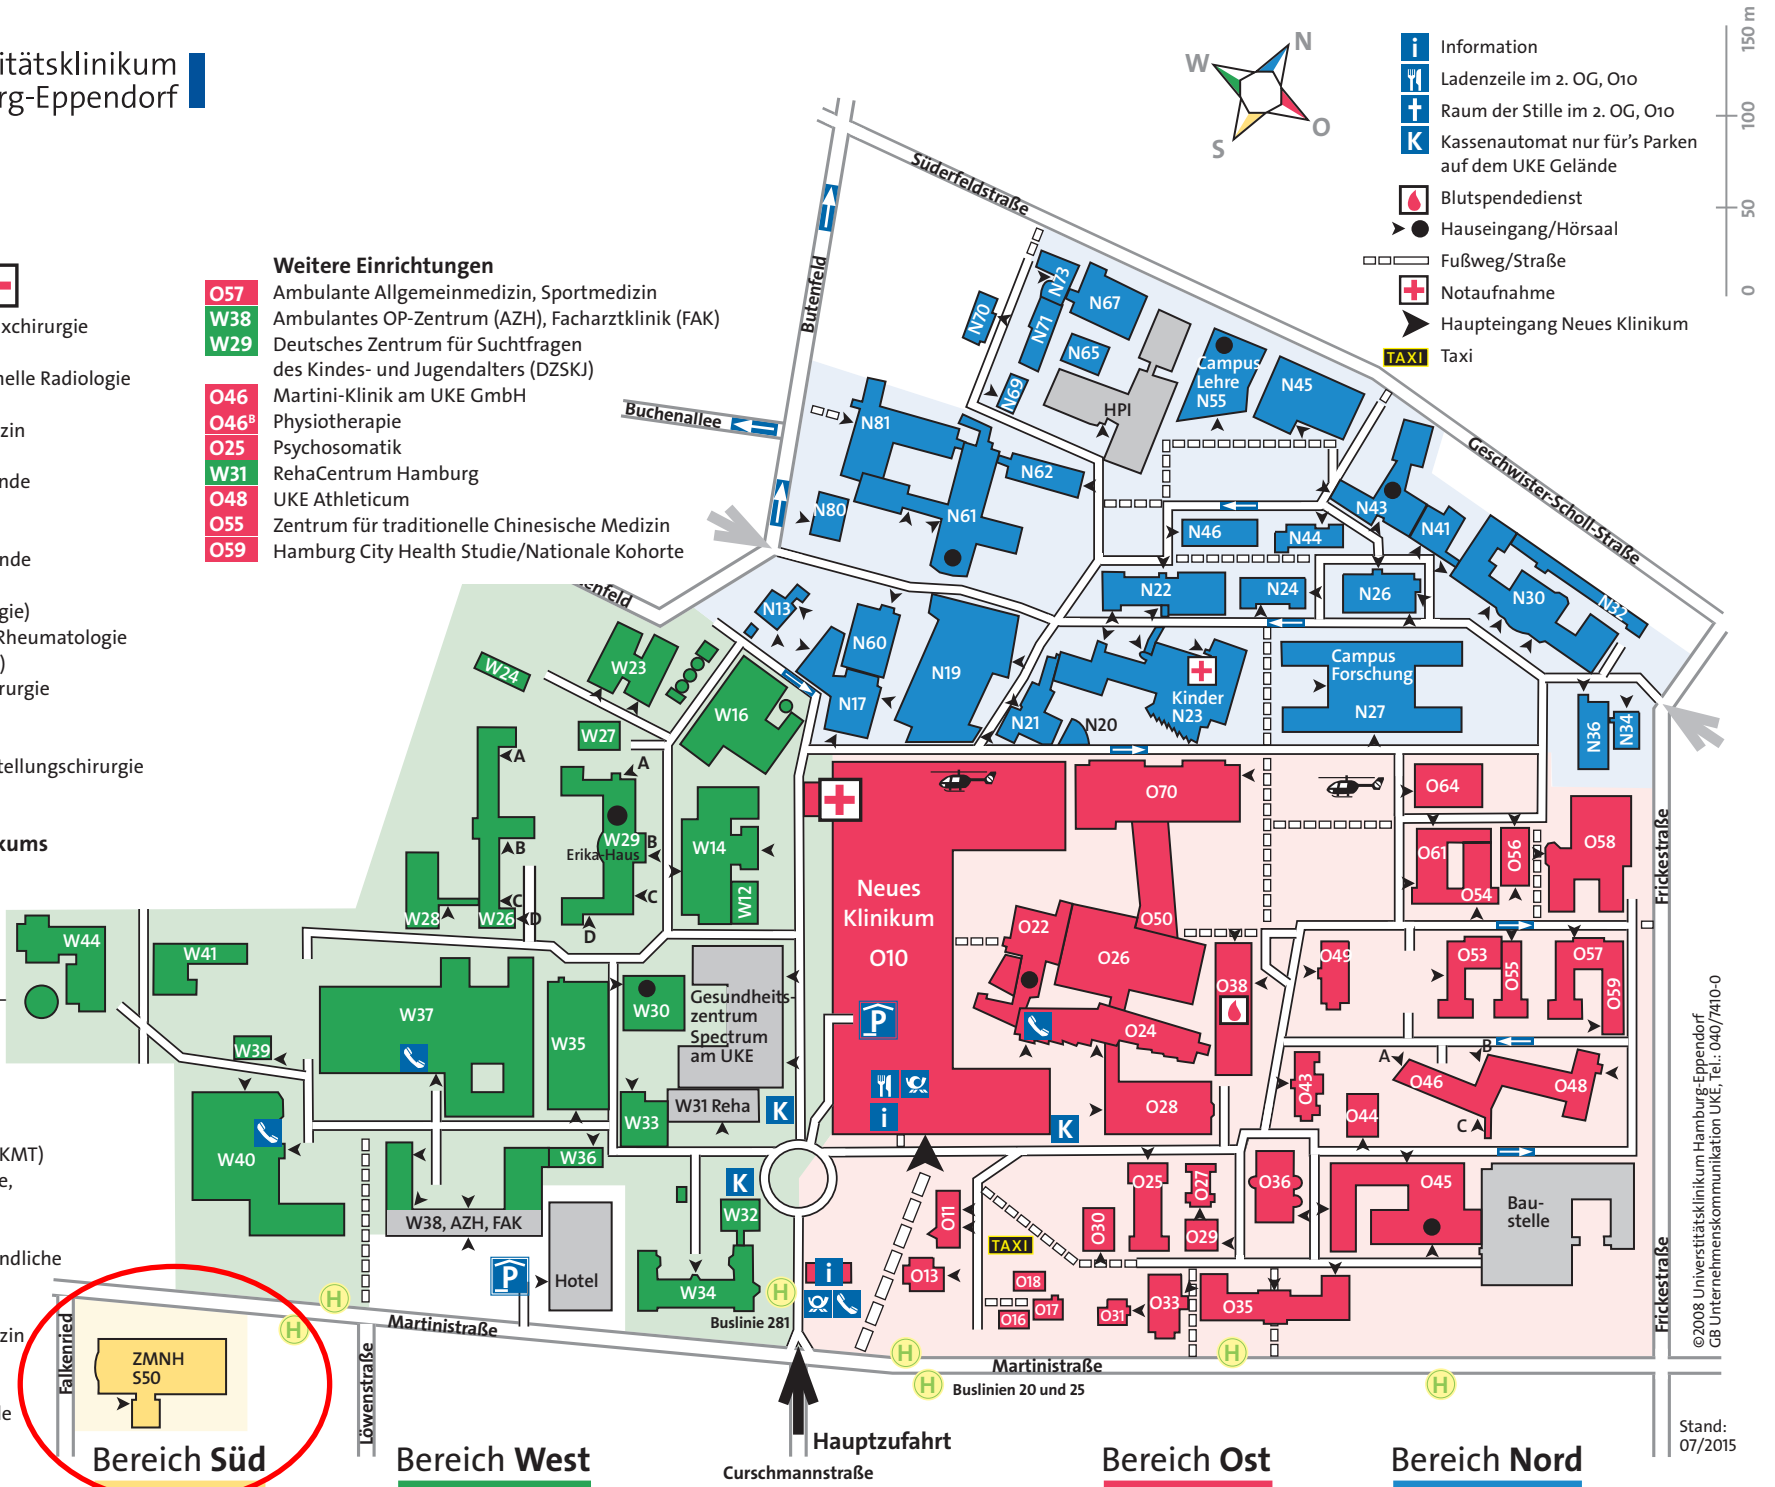 itätsklinikum
rg-Eppendorf
xchirurgie
nelle Radiologie
zin
nde
nde
gie)
Rheumatologie
)
rurgie
tellungschirurgie
kums
KMT)
e,
ndliche
zin
le
Weitere Einrichtungen
O57 Ambulante Allgemeinmedizin, Sportmedizin
W38 Ambulantes OP-Zentrum (AZH), Facharztklinik (FAK)
W29 Deutsches Zentrum für Suchtfragen
des Kindes- und Jugendalters (DZSKJ)
O46 Martini-Klinik am UKE GmbH
O46B Physiotherapie
O25 Psychosomatik
W31 RehaCentrum Hamburg
O48 UKE Athleticum
O55 Zentrum für traditionelle Chinesische Medizin
O59 Hamburg City Health Studie/Nationale Kohorte
N
W
O
S
i Information
Ladenzeile im 2. OG, O10
Raum der Stille im 2. OG, O10
K Kassenautomat nur für's Parken
auf dem UKE Gelände
Blutspendedienst
Hauseingang/Hörsaal
Fußweg/Straße
Notaufnahme
Haupteingang Neues Klinikum
TAXI Taxi
150 m
100
50
0
Süderfeldstraße
Butenfeld
Buchenallee
enfeld
Geschwister-Scholl-Straße
N73
N67
N70
N71
N65
N69
HPI
Campus
Lehre
N55
N45
N81
N62
N80
N61
N43
N41
N46
N44
N22
N24
N26
N30
N32
N13
N60
N19
N17
N21
N20
Kinder
N23
Campus
Forschung
N27
N36
N34
W23
W24
W16
W27
A
A
B
W29
B
Erika-Haus
C
C
D
D
W28
W26
W14
W12
W44
W41
W37
W35
W30
Gesundheits-
zentrum
Spectrum
am UKE
W39
W33
W31 Reha
K
W40
W36
W38, AZH, FAK
K
W32
P
Hotel
W34
Buslinie 281
H
H
H
Neues
Klinikum
O10
P
i
K
O70
O64
O61
O54
O56
O58
O50
O22
O26
O38
O24
O28
O49
O53
O55
O57
O59
O43
O44
A
B
C
O46
O48
O11
O13
TAXI
O25
O27
O30
O29
O36
O45
Bau-
stelle
O18
O17
O16
O31
O33
O35
i
H
H
H
H
Frickestraße
Frickestraße
Martinistraße
Martinistraße
Buslinien 20 und 25
Falkenried
Löwenstraße
ZMNH
S50
Hauptzufahrt
Curschmannstraße
Bereich Süd
Bereich West
Bereich Ost
Bereich Nord
©2008 Universtitätsklinikum Hamburg-Eppendorf
GB Unternehmenskommunikation UKE, Tel.: 040/7410-0
Stand:
07/2015